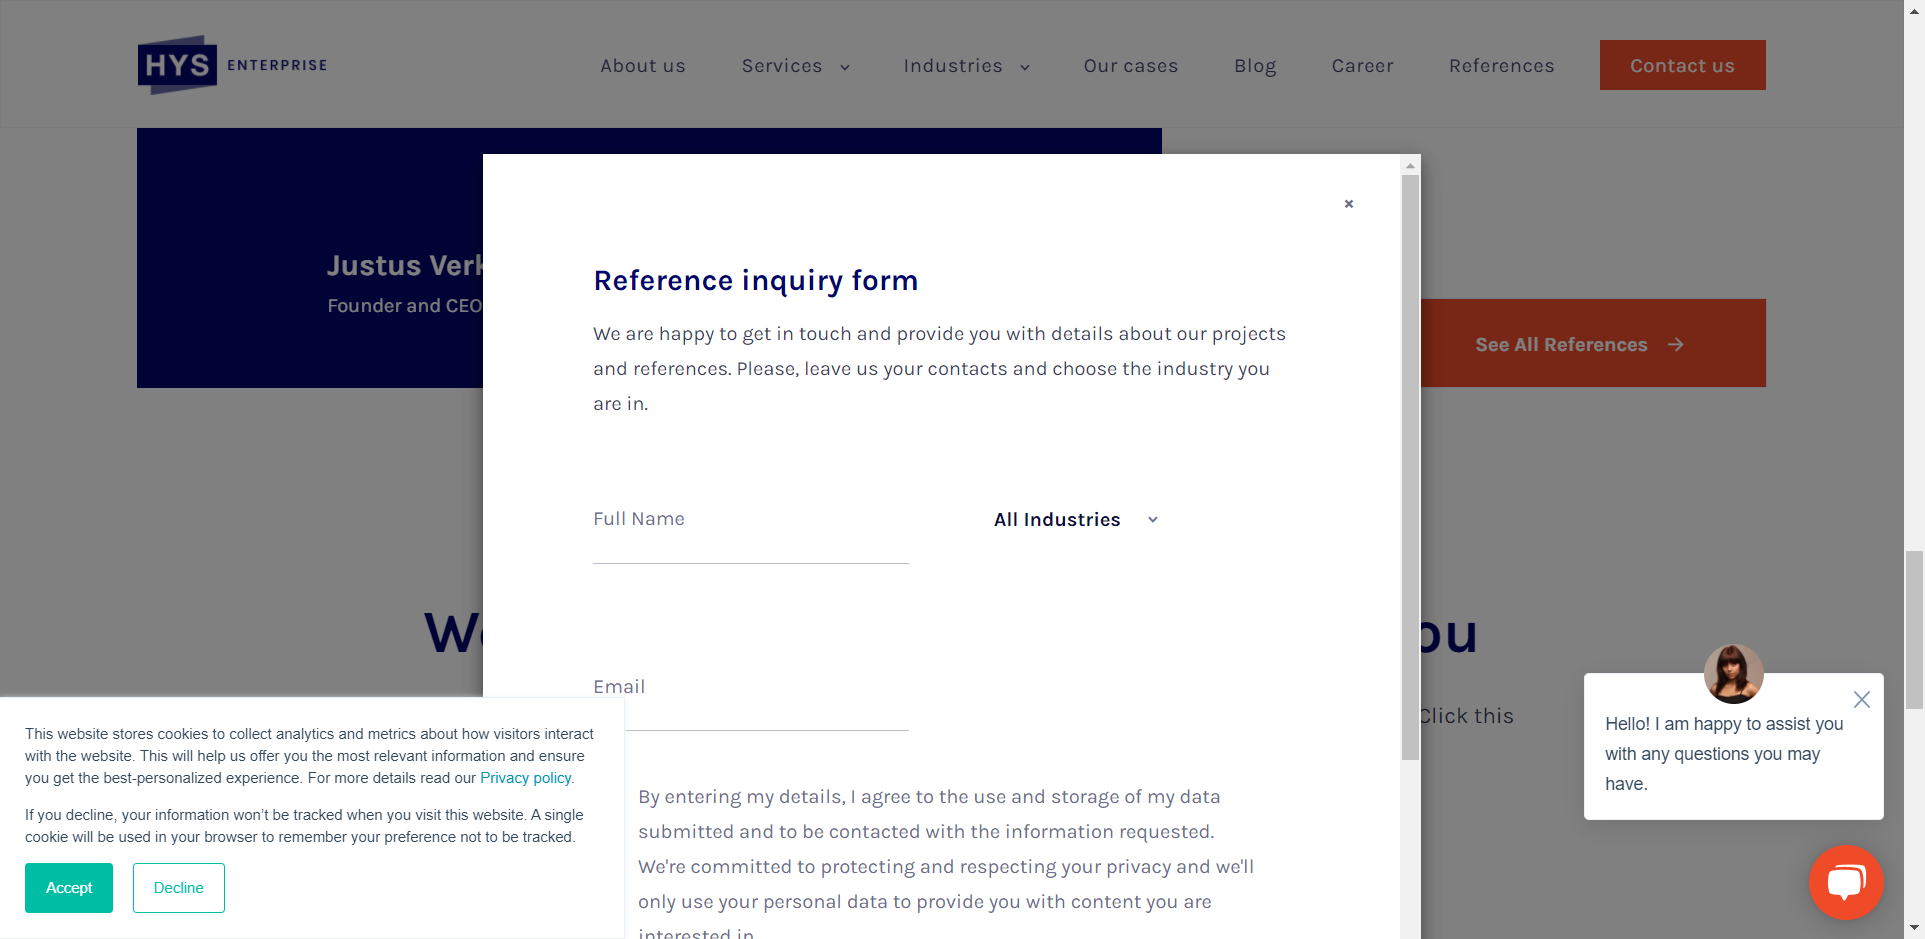 HYS ENTERPRISE
About us
Services
Industries
Our cases
Blog
Career
References
Contact us
Justus
Founder and CEO
See All References
×
Reference inquiry form
We are happy to get in touch and provide you with details about our projects
and references. Please, leave us your contacts and choose the industry you
are in.
Full Name
All Industries
Email
Click this
By entering my details, I agree to the use and storage of my data
submitted and to be contacted with the information requested.
We're committed to protecting and respecting your privacy and we'll
only use your personal data to provide you with content you are
interested in
This website stores cookies to collect analytics and metrics about how visitors interact
with the website. This will help us offer you the most relevant information and ensure
you get the best-personalized experience. For more details read our Privacy policy.
If you decline, your information won’t be tracked when you visit this website. A single
cookie will be used in your browser to remember your preference not to be tracked.
Accept
Decline
Hello! I am happy to assist you
with any questions you may
have.